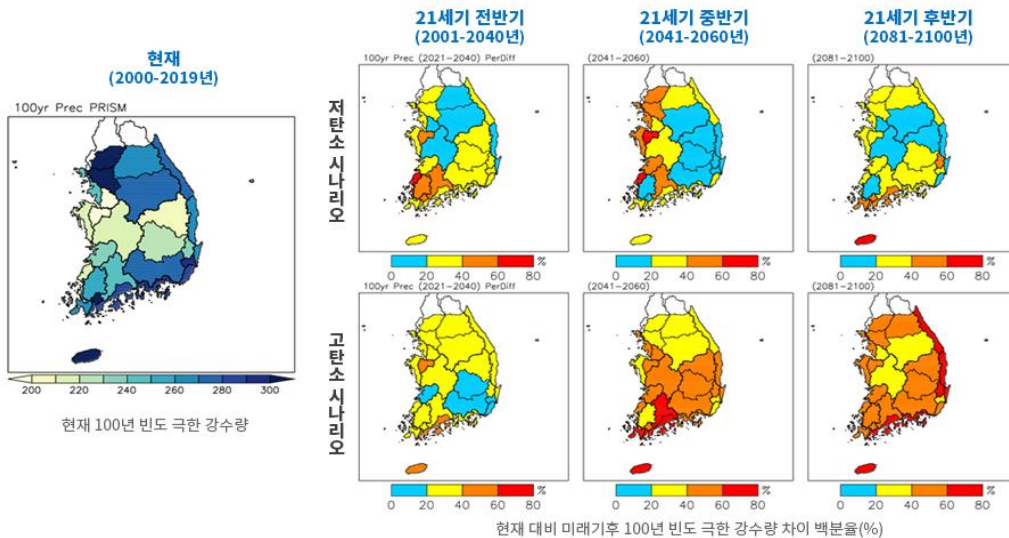 현재
(2000-2019년)
100yr Prec PRISM
200 220 240 260 280 300
현재 100년 빈도 극한 강수량
21세기 전반기
(2001-2040년)
21세기 중반기
(2041-2060년)
21세기 후반기
(2081-2100년)
저탄소 시나리오
100yr Prec (2021-2040) PerDiff
(2041-2060)
(2081-2100)
0 20 40 60 80 %
0 20 40 60 80 %
0 20 40 60 80 %
고탄소 시나리오
100yr Prec (2021-2040) PerDiff
(2041-2060)
(2081-2100)
0 20 40 60 80 %
0 20 40 60 80 %
0 20 40 60 80 %
현재 대비 미래기후 100년 빈도 극한 강수량 차이 백분율(%)